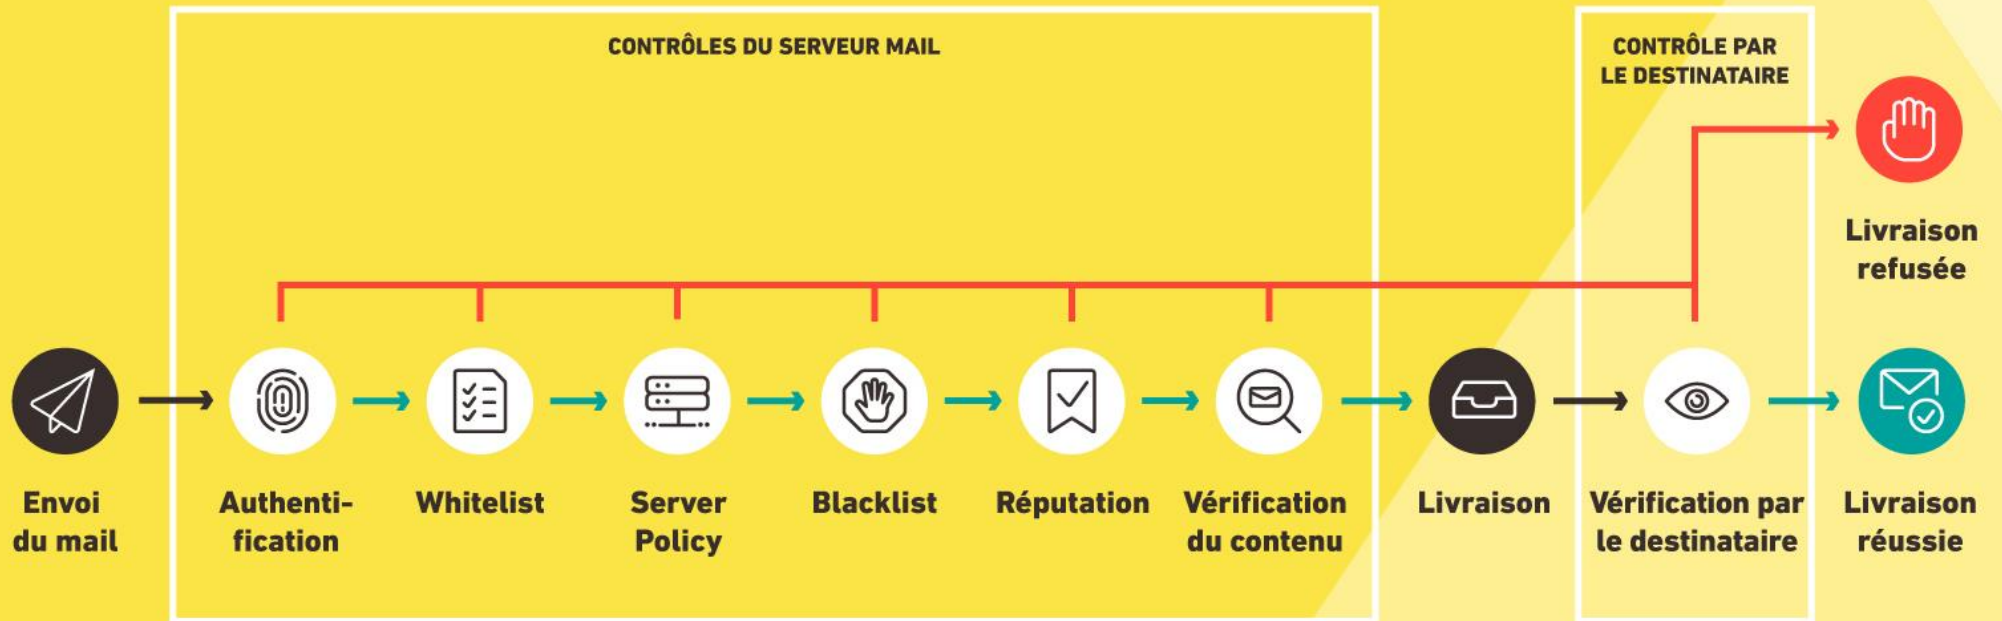 CONTRÔLES DU SERVEUR MAIL
CONTRÔLE PAR
LE DESTINATAIRE
Livraison
refusée
Envoi
du mail
Authenti-
fication
Whitelist
Server
Policy
Blacklist
Réputation
Vérification
du contenu
Livraison
Vérification par
le destinataire
Livraison
réussie